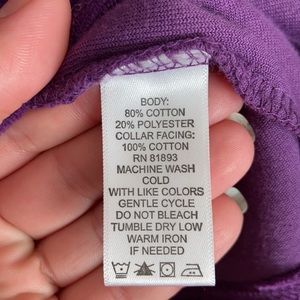 BODY:
80% COTTON
20% POLYESTER
COLLAR FACING:
100% COTTON
RN 81893
MACHINE WASH
COLD
WITH LIKE COLORS
GENTLE CYCLE
DO NOT BLEACH
TUMBLE DRY LOW
WARM IRON
IF NEEDED